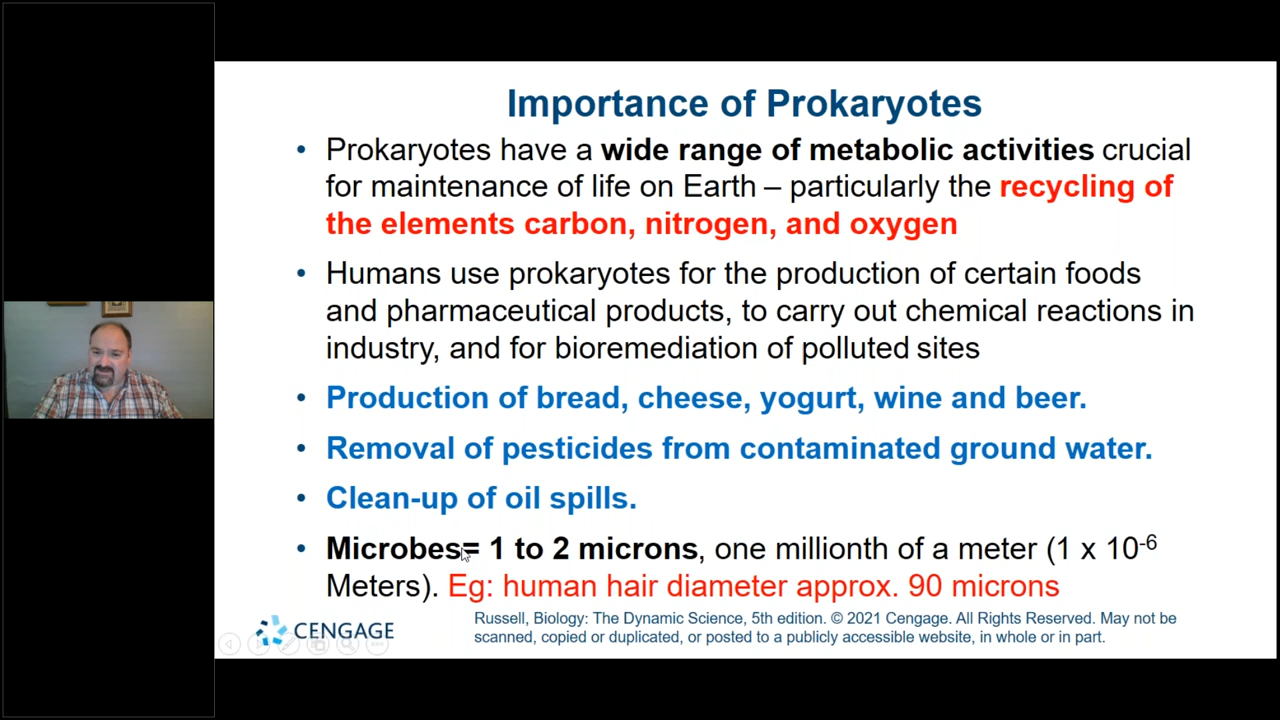 Importance of Prokaryotes
• Prokaryotes have a wide range of metabolic activities crucial
for maintenance of life on Earth – particularly the recycling of
the elements carbon, nitrogen, and oxygen
• Humans use prokaryotes for the production of certain foods
and pharmaceutical products, to carry out chemical reactions in
industry, and for bioremediation of polluted sites
• Production of bread, cheese, yogurt, wine and beer.
• Removal of pesticides from contaminated ground water.
• Clean-up of oil spills.
• Microbes= 1 to 2 microns, one millionth of a meter (1 x 10⁻⁶
Meters). Eg: human hair diameter approx. 90 microns
CENGAGE
Russell, Biology: The Dynamic Science, 5th edition. © 2021 Cengage. All Rights Reserved. May not be
scanned, copied or duplicated, or posted to a publicly accessible website, in whole or in part.